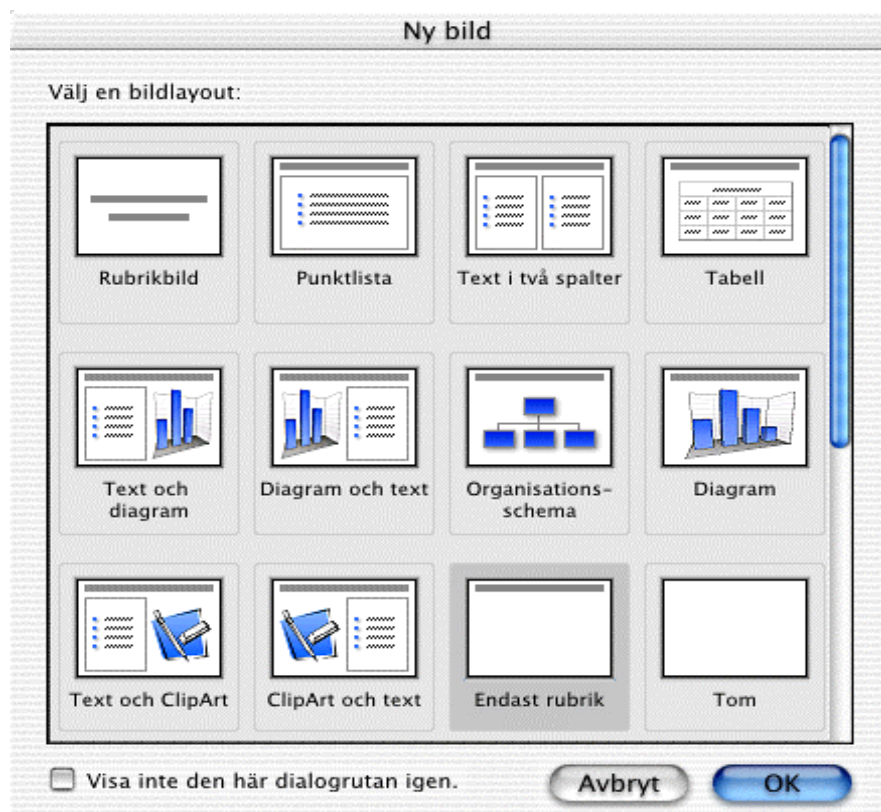 Ny bild
Välj en bildlayout:
Rubrikbild
Punktlista
Text i två spalter
Tabell
Text och
diagram
Diagram och text
Organisations-
schema
Diagram
Text och ClipArt
ClipArt och text
Endast rubrik
Tom
Visa inte den här dialogrutan igen.
Avbryt
OK